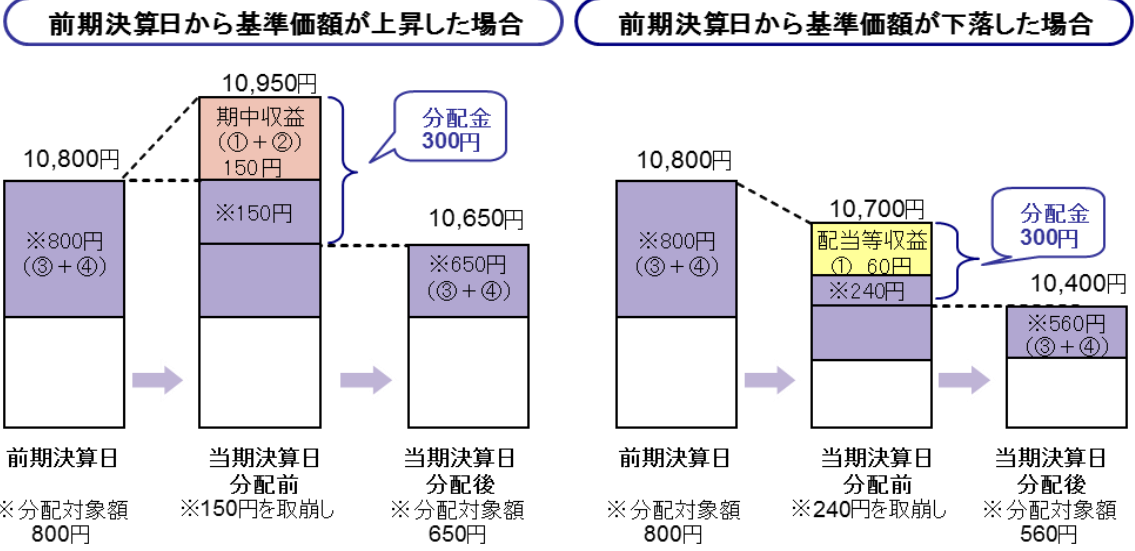 前期決算日から基準価額が上昇した場合
10,950円
期中収益
(①+②)
150円
分配金
300円
10,800円
※800円
(③+④)
※150円
10,650円
※650円
(③+④)
前期決算日
当期決算日
分配前
当期決算日
分配後
※分配対象額
800円
※150円を取崩し
※分配対象額
650円
前期決算日から基準価額が下落した場合
10,800円
※800円
(③+④)
10,700円
配当等収益
① 60円
※240円
分配金
300円
10,400円
※560円
(③+④)
前期決算日
当期決算日
分配前
当期決算日
分配後
※分配対象額
800円
※240円を取崩し
※分配対象額
560円